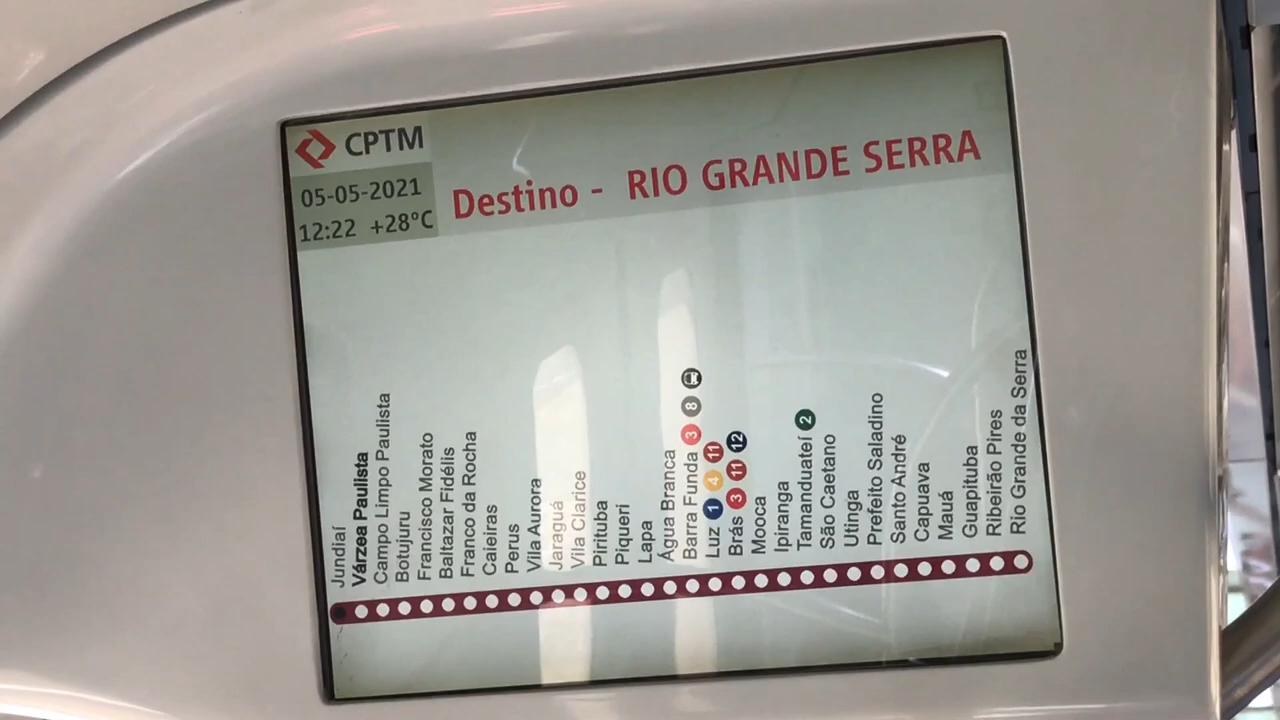 CPTM
05-05-2021
12:22 +28°C
Destino - RIO GRANDE SERRA
Jundiaí
Várzea Paulista
Campo Limpo Paulista
Botujuru
Francisco Morato
Baltazar Fidélis
Franco da Rocha
Caieiras
Perus
Vila Aurora
Jaraguá
Vila Clarice
Pirituba
Piqueri
Lapa
Água Branca
Barra Funda 3 8
Luz 1 4 11
Brás 3 11 12
Mooca
Ipiranga
Tamanduateí 2
São Caetano
Utinga
Prefeito Saladino
Santo André
Capuava
Mauá
Guapituba
Ribeirão Pires
Rio Grande da Serra